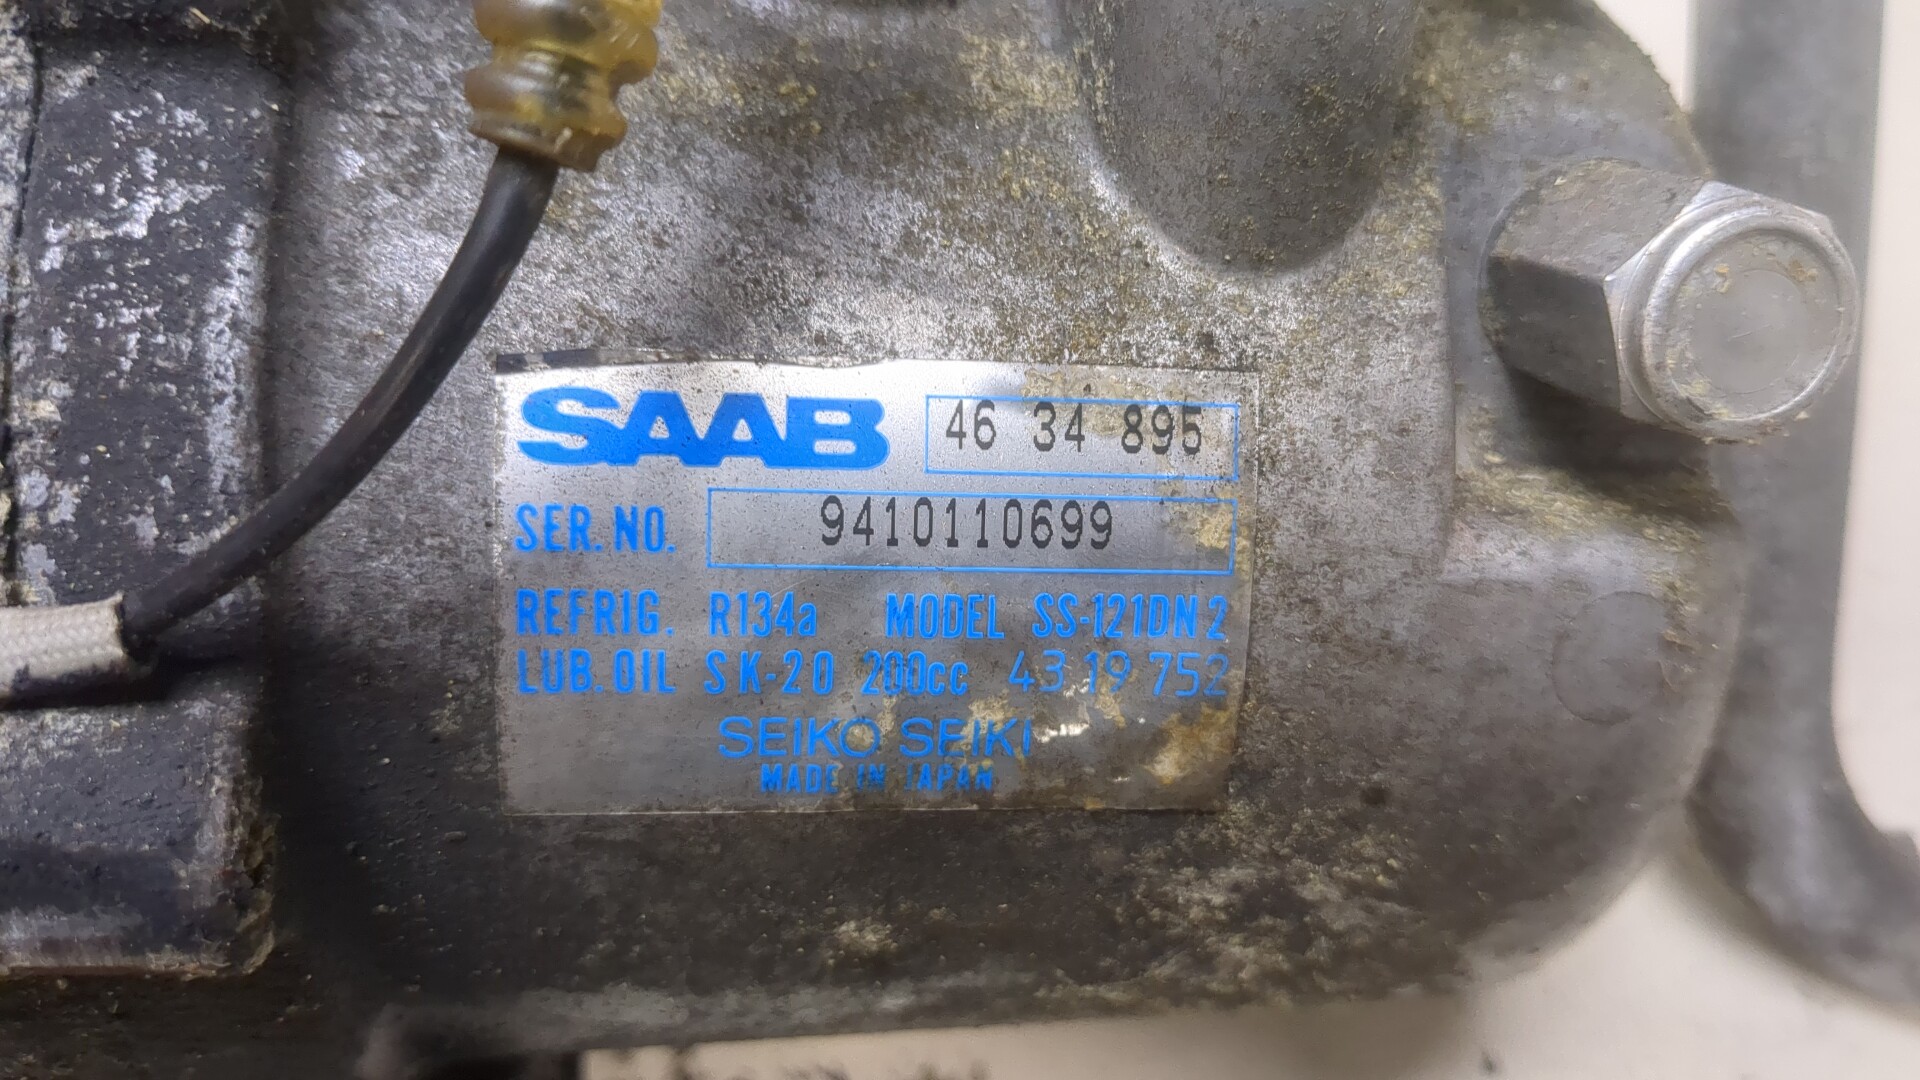 SAAB 46 34 895
SER. NO. 9410110699
REFRIG. R134a MODEL SS-121DN2
LUB. OIL SK-20 200cc 43 19 752
SEIKO SEIKI
MADE IN JAPAN